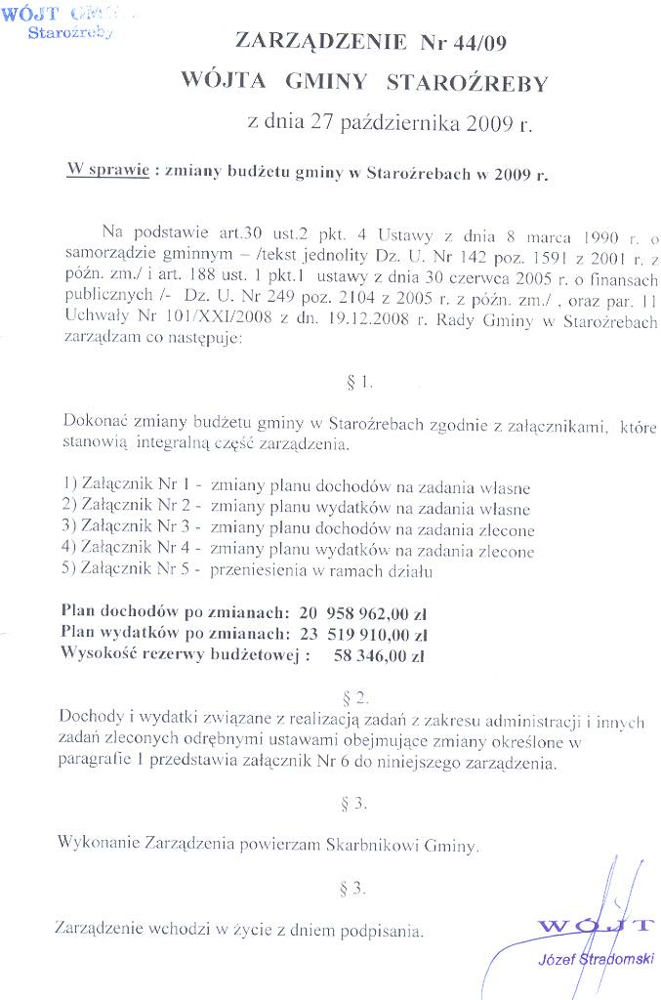 WÓJT GMINY
Staroźreby
ZARZĄDZENIE Nr 44/09
WÓJTA GMINY STAROŹREBY
z dnia 27 października 2009 r.
W sprawie : zmiany budżetu gminy w Staroźrebach w 2009 r.
Na podstawie art.30 ust.2 pkt. 4 Ustawy z dnia 8 marca 1990 r. o
samorządzie gminnym – /tekst jednolity Dz. U. Nr 142 poz. 1591 z 2001 r. z
późn. zm./ i art. 188 ust. 1 pkt.1 ustawy z dnia 30 czerwca 2005 r. o finansach
publicznych /- Dz. U. Nr 249 poz. 2104 z 2005 r. z późn. zm./ , oraz par. 11
Uchwały Nr 101/XXI/2008 z dn. 19.12.2008 r. Rady Gminy w Staroźrebach
zarządzam co następuje:
§ 1.
Dokonać zmiany budżetu gminy w Staroźrebach zgodnie z załącznikami, które
stanowią integralną część zarządzenia.
1) Załącznik Nr 1 - zmiany planu dochodów na zadania własne
2) Załącznik Nr 2 - zmiany planu wydatków na zadania własne
3) Załącznik Nr 3 - zmiany planu dochodów na zadania zlecone
4) Załącznik Nr 4 - zmiany planu wydatków na zadania zlecone
5) Załącznik Nr 5 - przeniesienia w ramach działu
Plan dochodów po zmianach: 20 958 962,00 zł
Plan wydatków po zmianach: 23 519 910,00 zł
Wysokość rezerwy budżetowej : 58 346,00 zł
§ 2.
Dochody i wydatki związane z realizacją zadań z zakresu administracji i innych
zadań zleconych odrębnymi ustawami obejmujące zmiany określone w
paragrafie 1 przedstawia załącznik Nr 6 do niniejszego zarządzenia.
§ 3.
Wykonanie Zarządzenia powierzam Skarbnikowi Gminy.
§ 3.
Zarządzenie wchodzi w życie z dniem podpisania.
WÓJT
Józef Stradomski